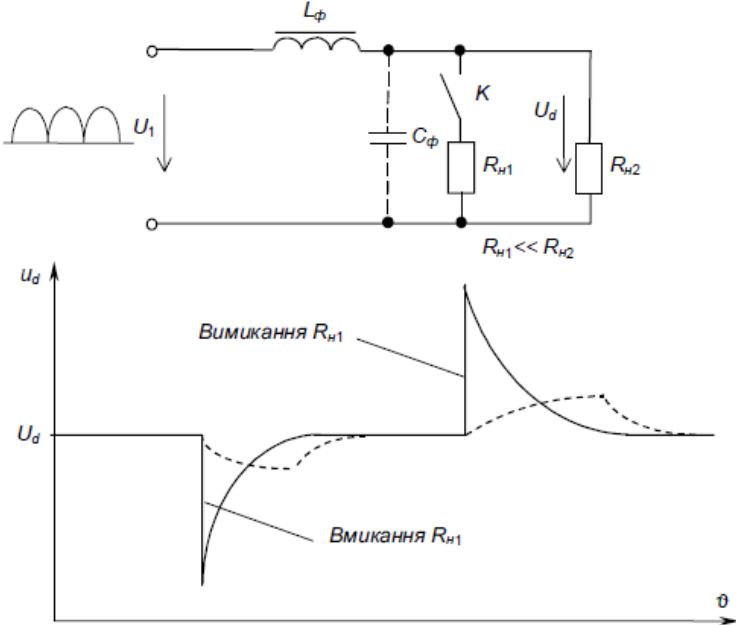 Lф
K
U1
Ud
Cф
Rн1
Rн2
Rн1<< Rн2
ud
Вимикання Rн1
Ud
Вмикання Rн1
ϑ